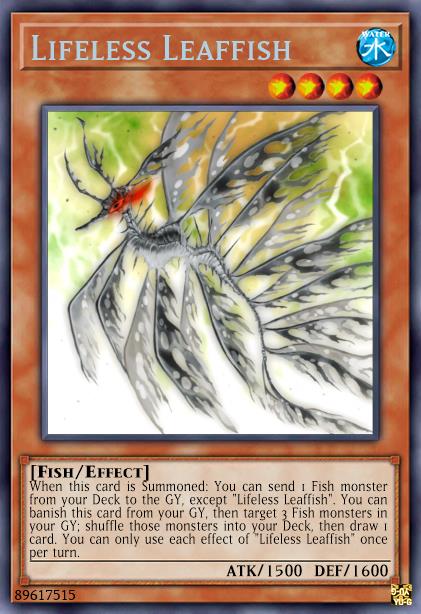 LIFELESS LEAFFISH
WATER
水
[FISH/EFFECT]
When this card is Summoned: You can send 1 Fish monster
from your Deck to the GY, except "Lifeless Leaffish". You can
banish this card from your GY, then target 3 Fish monsters in
your GY; shuffle those monsters into your Deck, then draw 1
card. You can only use each effect of "Lifeless Leaffish" once
per turn.
ATK/1500 DEF/1600
89617515